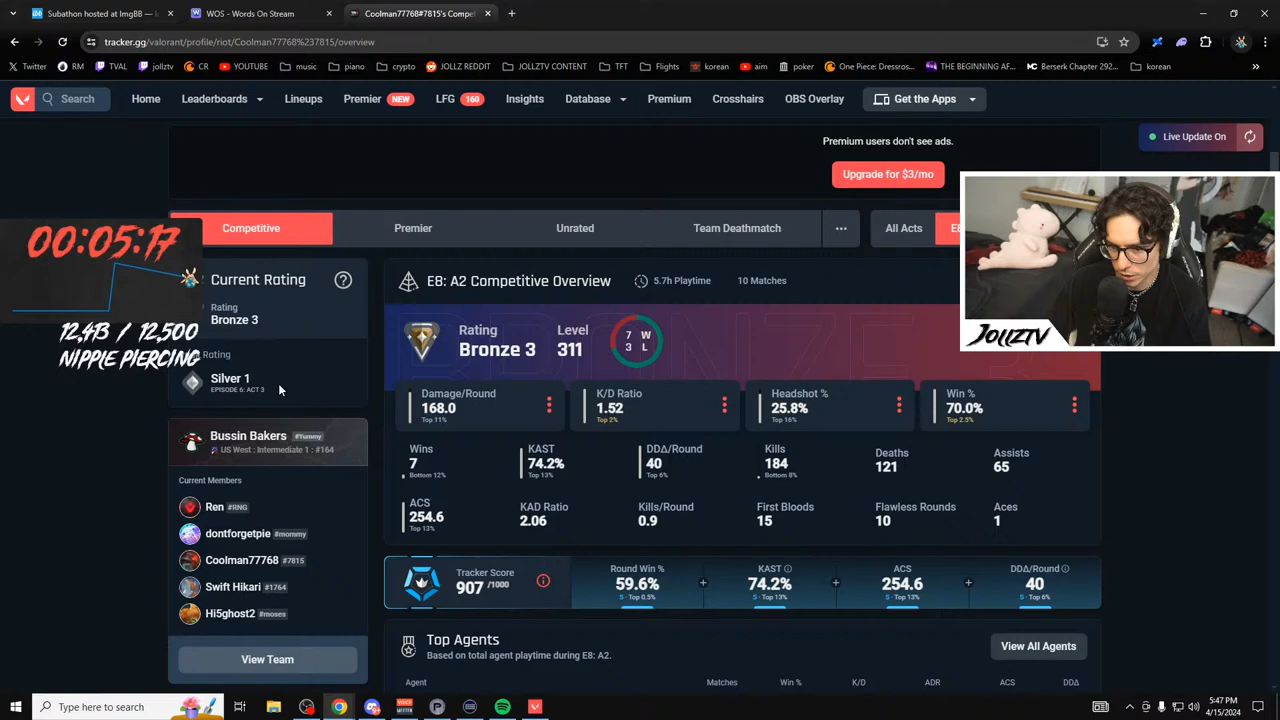 Subathon hosted at ImgBB — I
WOS - Words On Stream
Coolman77768#7815's Compet
tracker.gg/valorant/profile/riot/Coolman77768%237815/overview
Twitter RM TVAL jollztv CR YOUTUBE music piano crypto JOLLZ REDDIT JOLLZTV CONTENT TFT Flights korean aim poker One Piece: Dressros... THE BEGINNING AF... Berserk Chapter 292... korean
Search Home Leaderboards Lineups Premier NEW LFG 160 Insights Database Premium Crosshairs OBS Overlay Get the Apps
Premium users don't see ads.
Live Update On
Upgrade for $3/mo
Competitive Premier Unrated Team Deathmatch ... All Acts
00:05:17
12,413 / 12,500
NIPPLE PIERCING
Current Rating
Rating
Bronze 3
Rating
Silver 1
EPISODE 6: ACT 3
Bussin Bakers #Yummy
US West : Intermediate 1 : #164
Current Members
Ren #RNG
dontforgetpie #mommy
Coolman77768 #7815
Swift Hikari #1764
Hi5ghost2 #moses
View Team
E8: A2 Competitive Overview 5.7h Playtime 10 Matches
Rating
Bronze 3
Level
311
7 W
3 L
Damage/Round
168.0
Top 11%
K/D Ratio
1.52
Top 2%
Headshot %
25.8%
Top 16%
Win %
70.0%
Top 2.5%
Wins
7
Bottom 12%
KAST
74.2%
Top 13%
DDΔ/Round
40
Top 6%
Kills
184
Bottom 8%
Deaths
121
Assists
65
ACS
254.6
Top 13%
KAD Ratio
2.06
Kills/Round
0.9
First Bloods
15
Flawless Rounds
10
Aces
1
Tracker Score
907 /1000
Round Win %
59.6%
S · Top 0.5%
KAST
74.2%
S · Top 13%
ACS
254.6
S · Top 13%
DDΔ/Round
40
S · Top 6%
Top Agents
Based on total agent playtime during E8: A2.
View All Agents
Agent Matches Win % K/D ADR ACS DDΔ
JOLLZTV
Type here to search
5:47 PM
4/15/2024